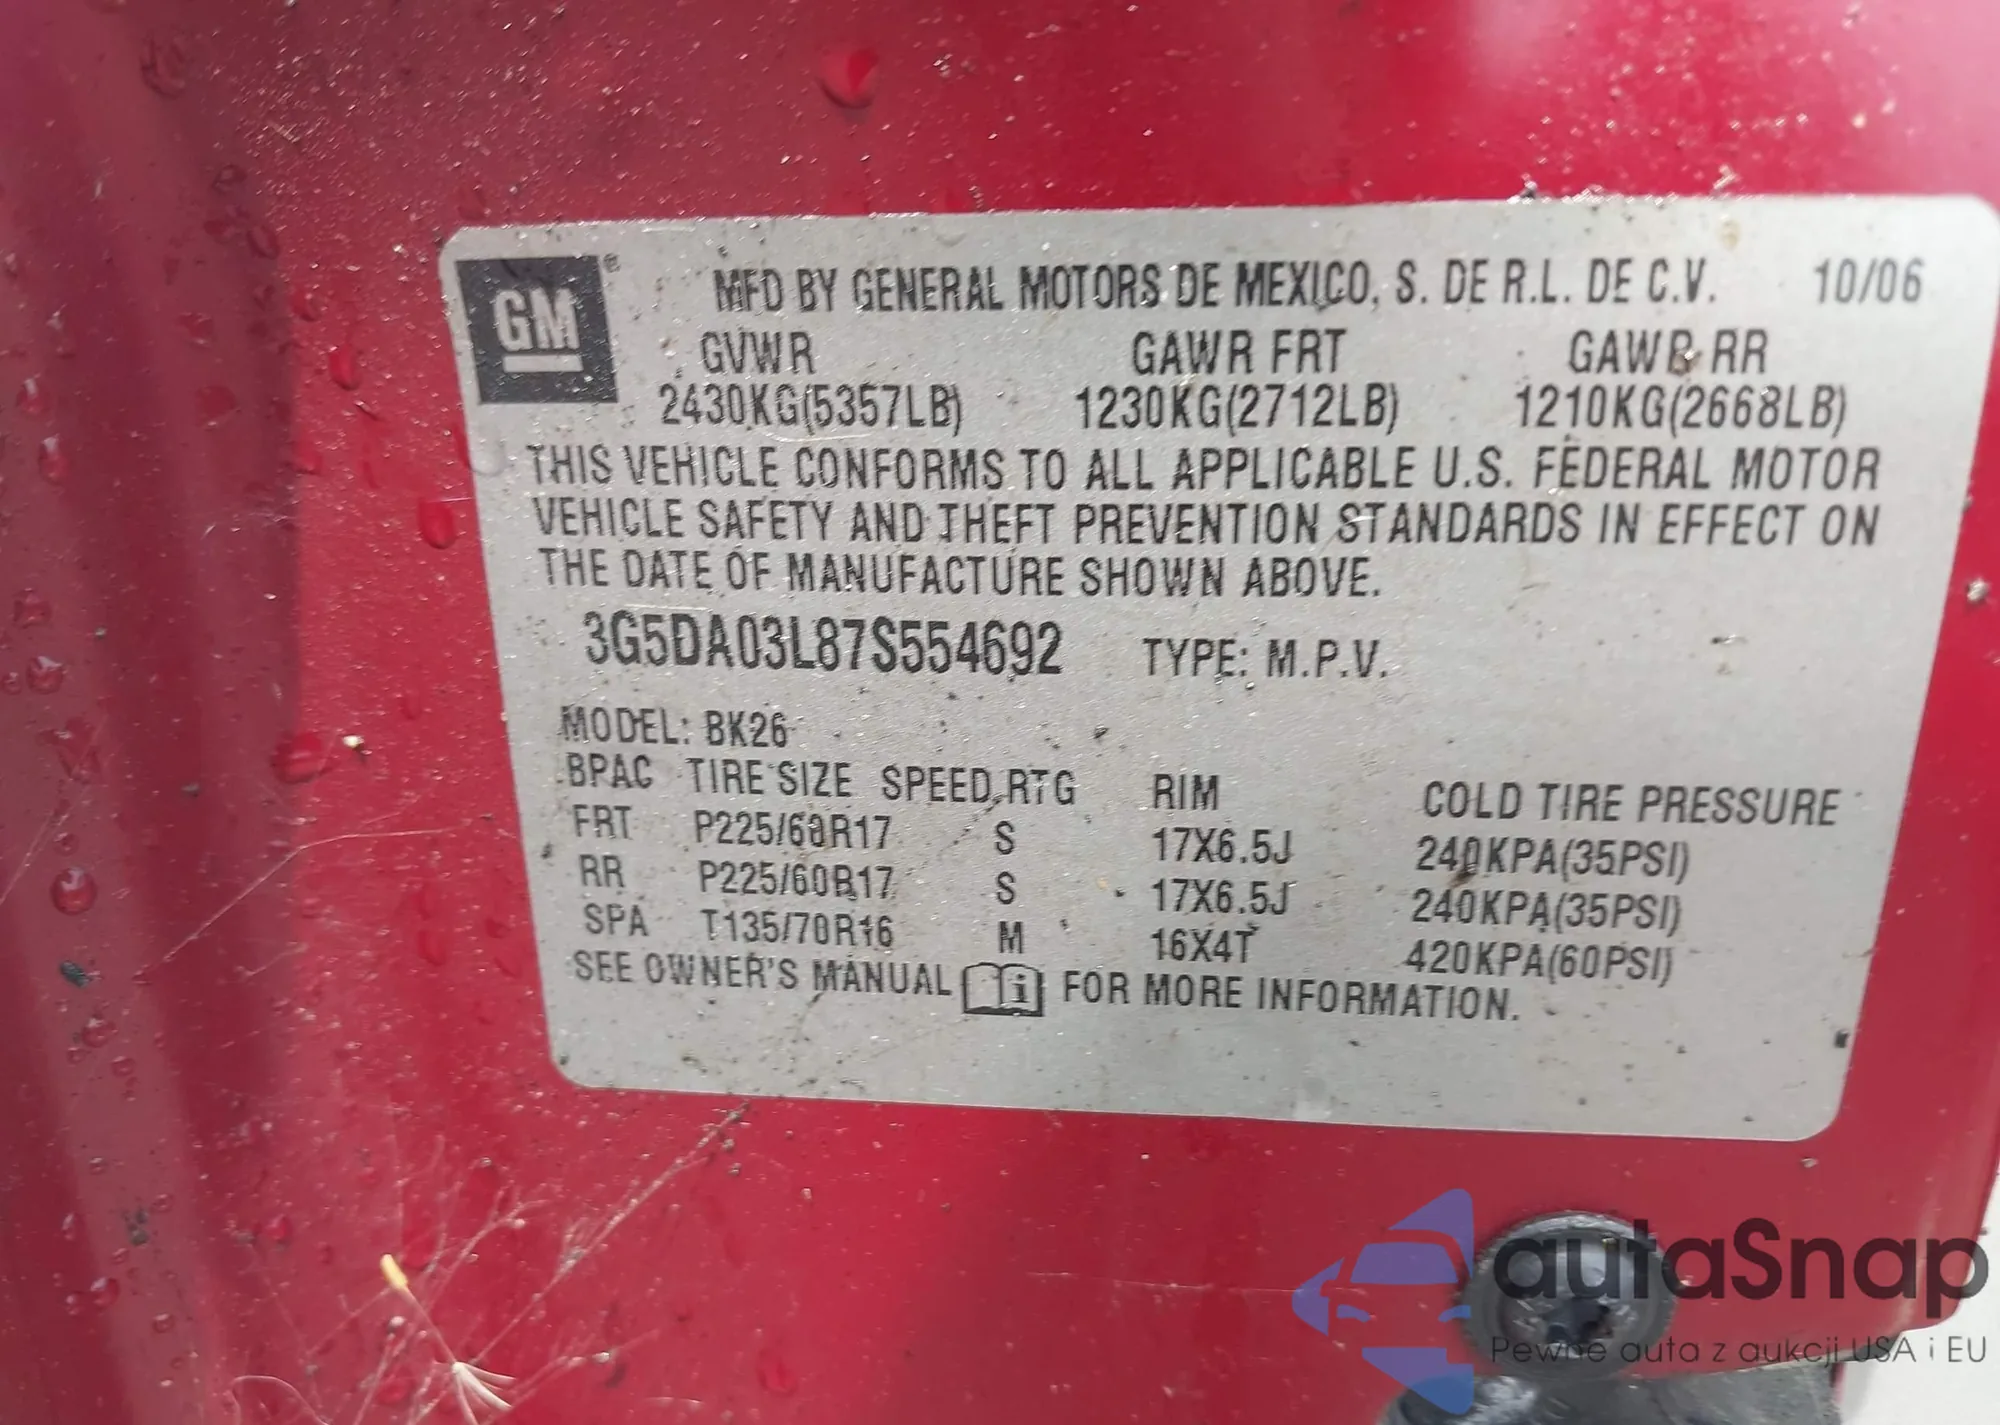 GM ®
MFD BY GENERAL MOTORS DE MEXICO, S. DE R.L. DE C.V. 10/06
GVWR GAWR FRT GAWR RR
2430KG(5357LB) 1230KG(2712LB) 1210KG(2668LB)
THIS VEHICLE CONFORMS TO ALL APPLICABLE U.S. FEDERAL MOTOR
VEHICLE SAFETY AND THEFT PREVENTION STANDARDS IN EFFECT ON
THE DATE OF MANUFACTURE SHOWN ABOVE.
3G5DA03L87S554692 TYPE: M.P.V.
MODEL: BK26
BPAC TIRE SIZE SPEED RTG RIM COLD TIRE PRESSURE
FRT P225/60R17 S 17X6.5J 240KPA(35PSI)
RR P225/60R17 S 17X6.5J 240KPA(35PSI)
SPA T135/70R16 M 16X4T 420KPA(60PSI)
SEE OWNER'S MANUAL i FOR MORE INFORMATION.
autaSnap
Pewne auta z aukcji USA i EU